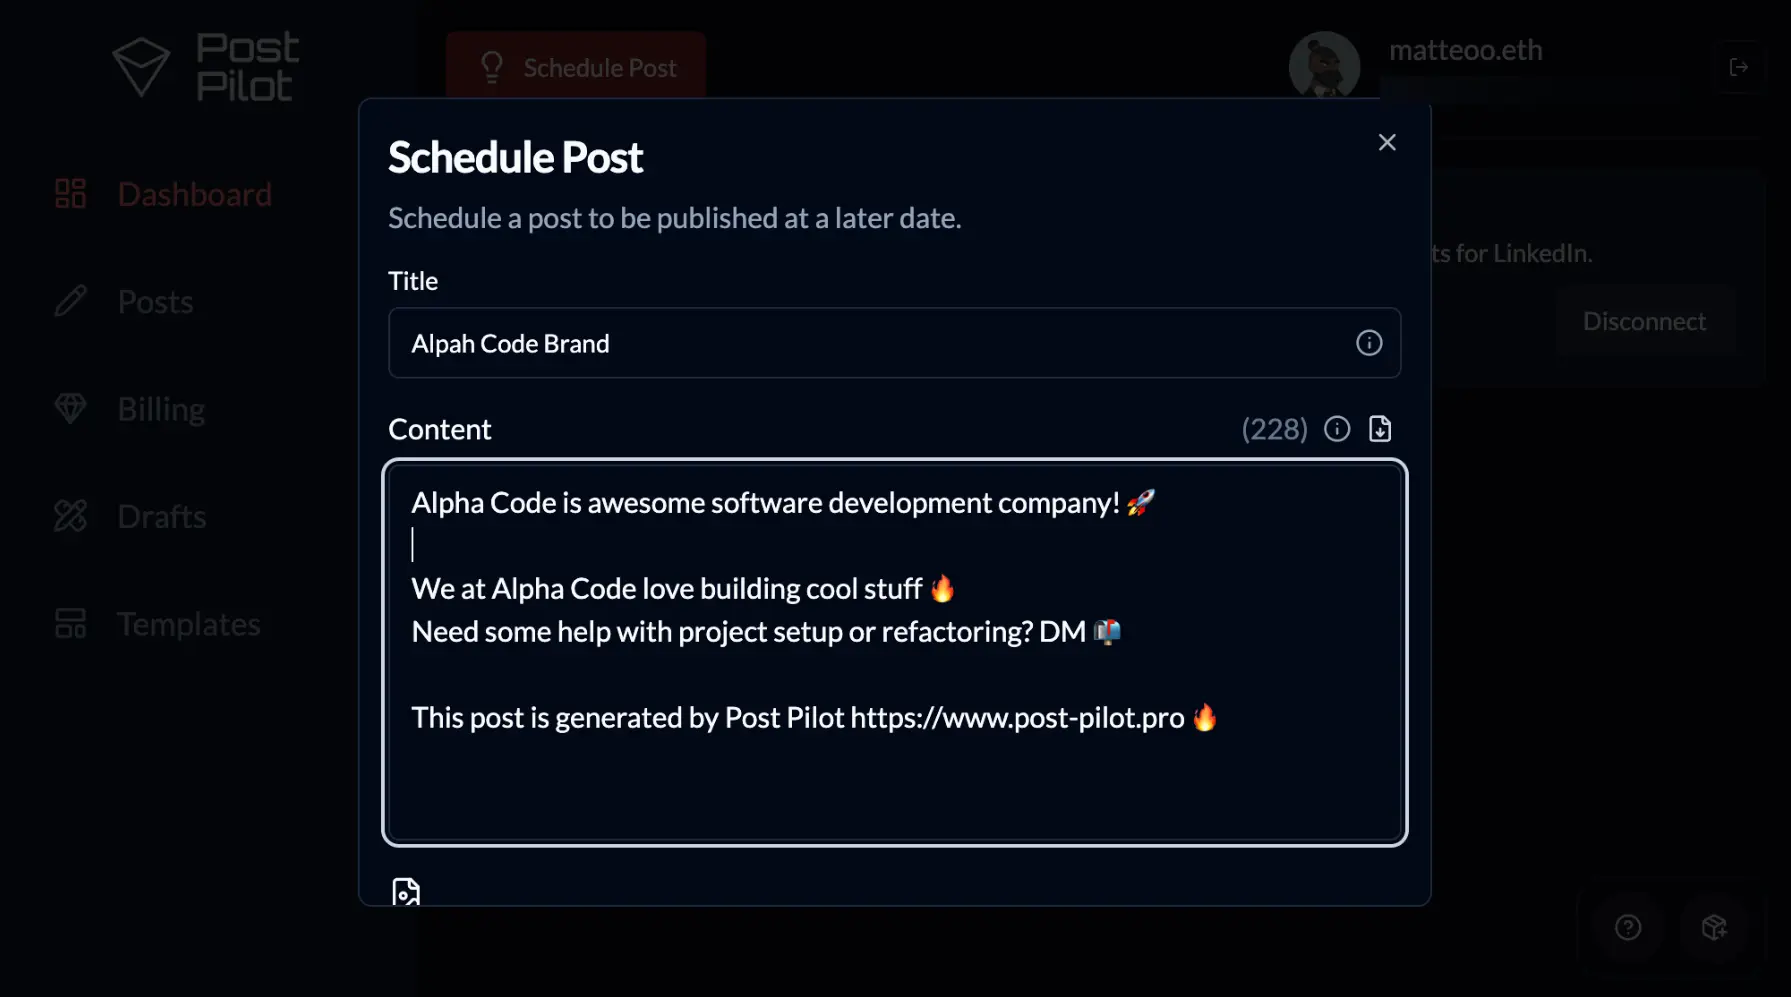 Post
Pilot
Schedule Post
matteoo.eth
Dashboard
Posts
Billing
Drafts
Templates
ts for LinkedIn.
Disconnect
Schedule Post
Schedule a post to be published at a later date.
Title
Alpah Code Brand
Content
(228)
Alpha Code is awesome software development company! 🚀
We at Alpha Code love building cool stuff 🔥
Need some help with project setup or refactoring? DM 📬
This post is generated by Post Pilot https://www.post-pilot.pro 🔥